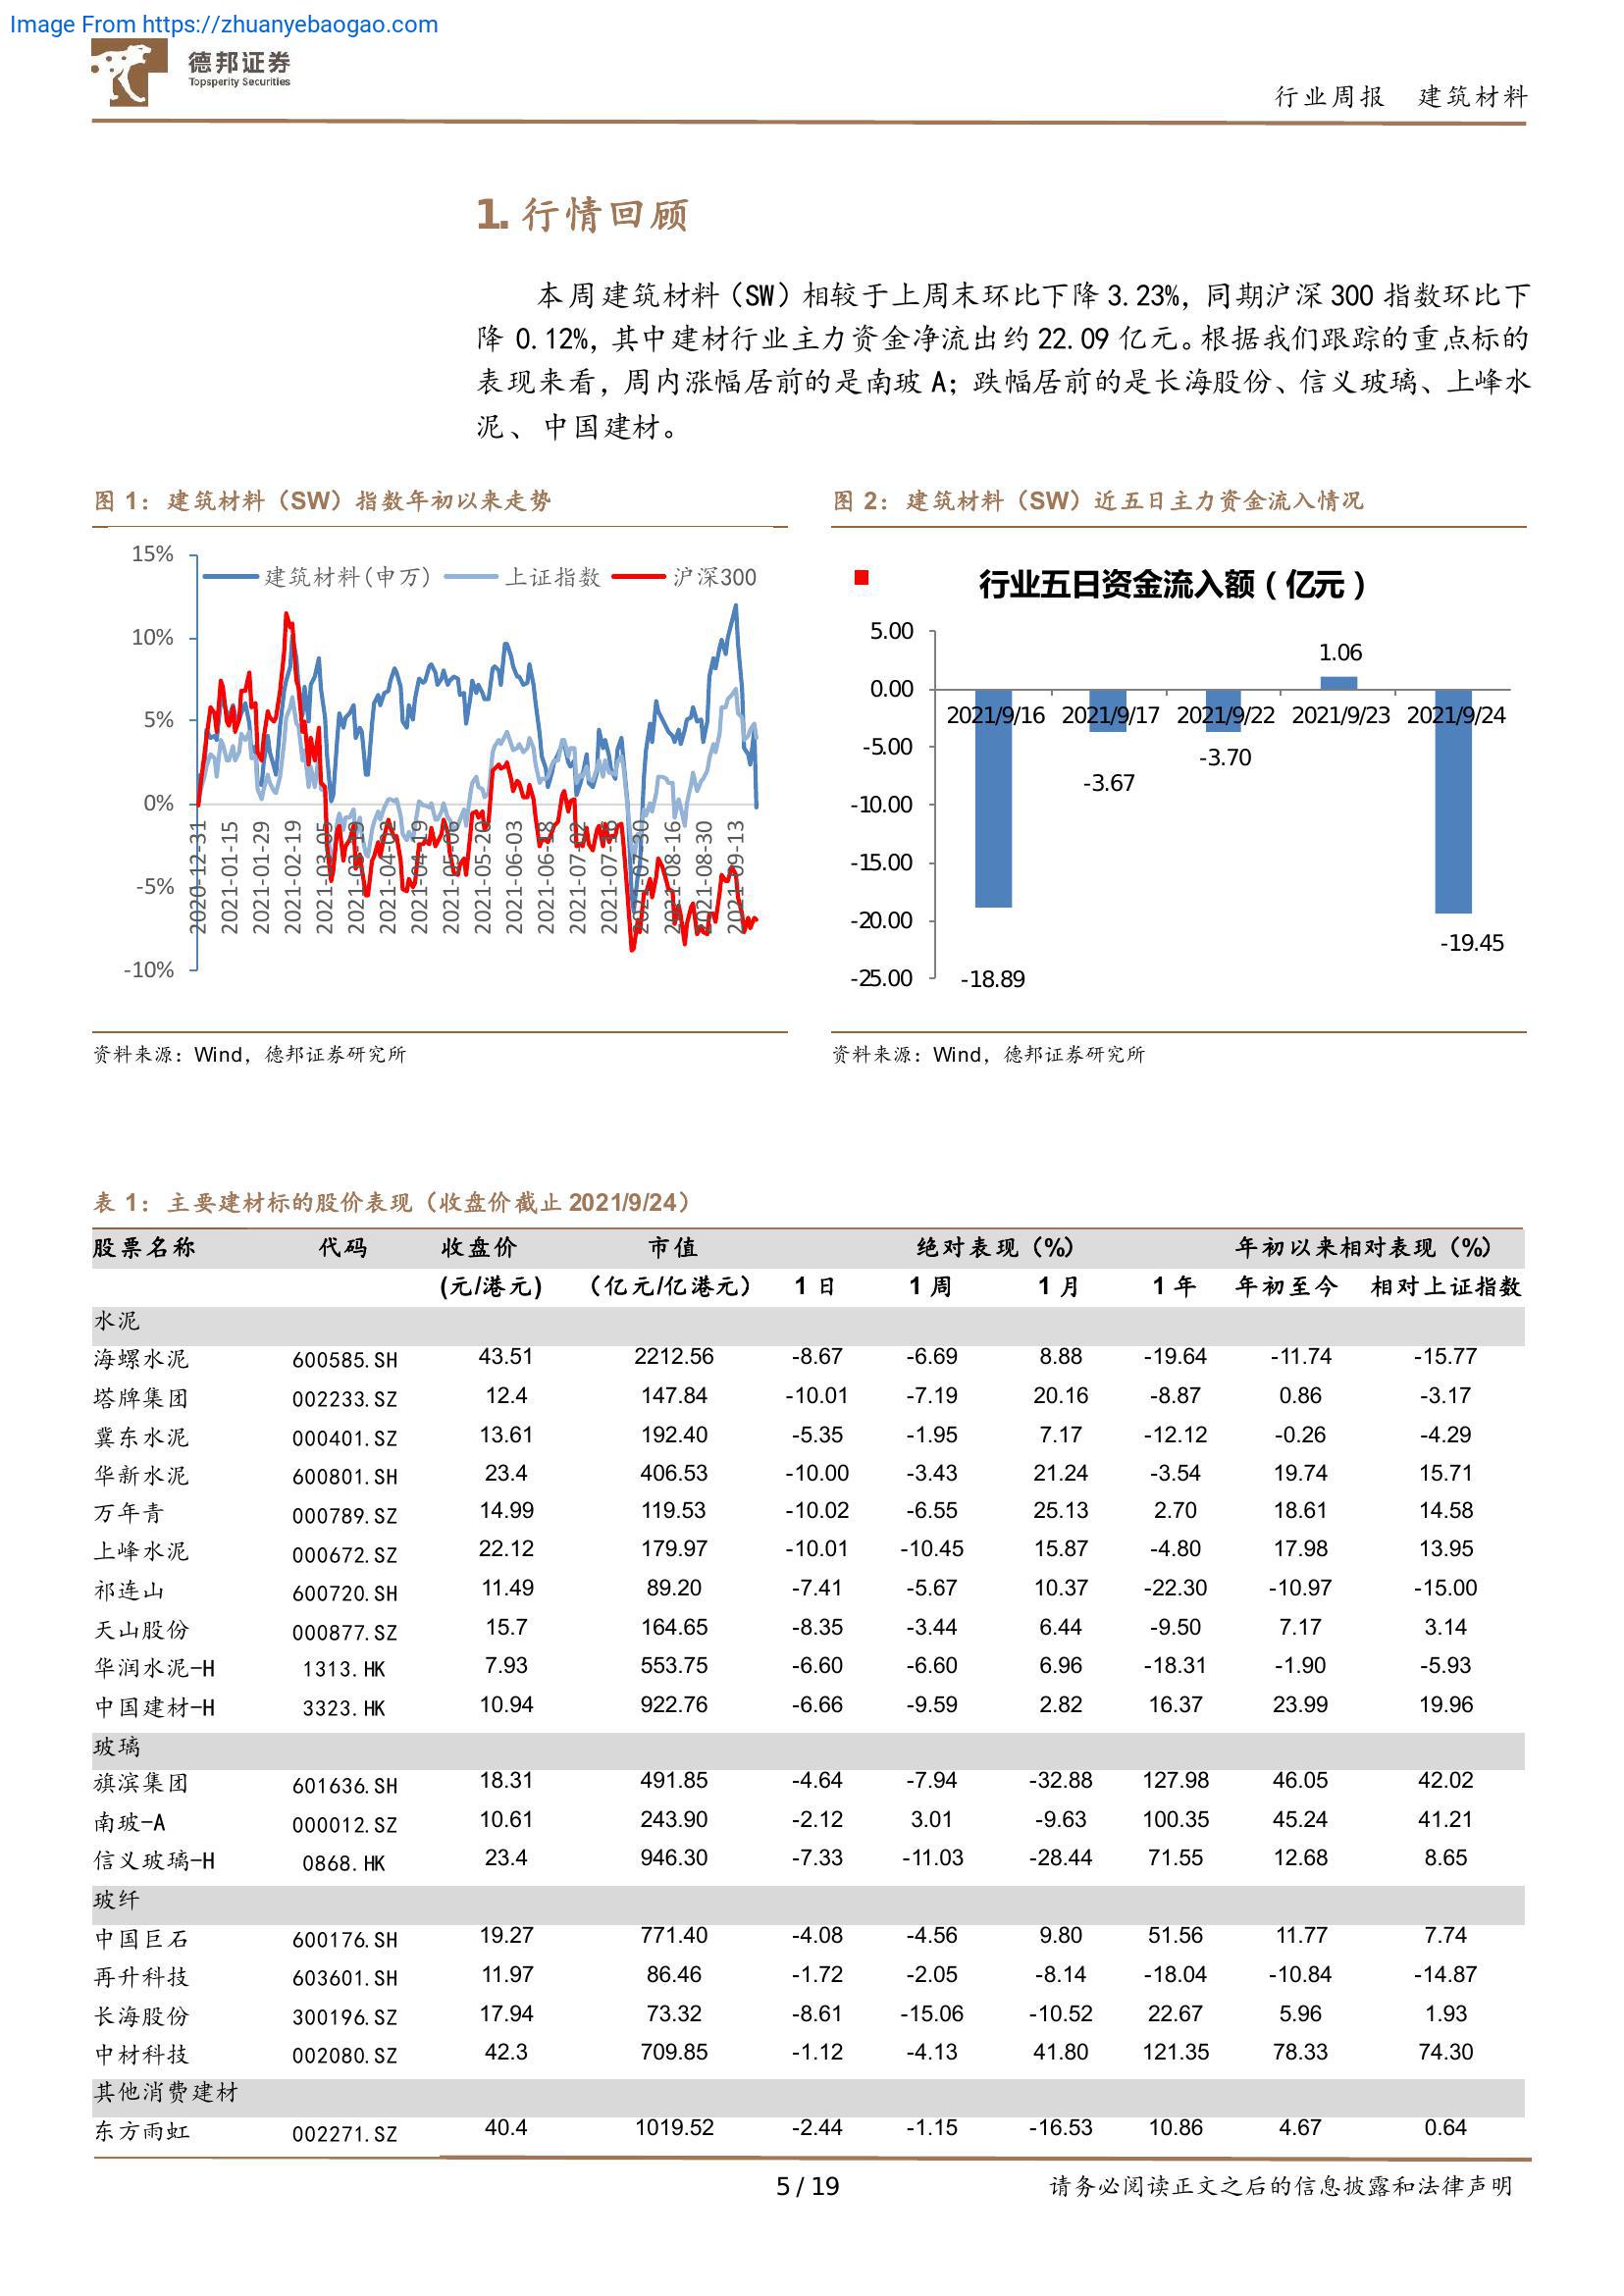 Image From https://zhuanyebaogao.com
德邦证券
Topsperity Securities
行业周报 建筑材料
1. 行情回顾
本周建筑材料（SW）相较于上周末环比下降 3.23%，同期沪深 300 指数环比下
降 0.12%，其中建材行业主力资金净流出约 22.09 亿元。根据我们跟踪的重点标的
表现来看，周内涨幅居前的是南玻 A；跌幅居前的是长海股份、信义玻璃、上峰水
泥、 中国建材。
图 1：建筑材料（SW）指数年初以来走势
15%
10%
5%
0%
-5%
-10%
建筑材料(申万) 上证指数 沪深300
2020-12-31 2021-01-15 2021-01-29 2021-02-19 2021-03-05 2021-03-19 2021-04-02 2021-04-19 2021-05-06 2021-05-20 2021-06-03 2021-06-18 2021-07-02 2021-07-16 2021-07-30 2021-08-16 2021-08-30 2021-09-13
资料来源：Wind，德邦证券研究所
图 2：建筑材料（SW）近五日主力资金流入情况
行业五日资金流入额（亿元）
5.00
0.00
-5.00
-10.00
-15.00
-20.00
-25.00
2021/9/16 2021/9/17 2021/9/22 2021/9/23 2021/9/24
-18.89 -3.67 -3.70 1.06 -19.45
资料来源：Wind，德邦证券研究所
表 1：主要建材标的股价表现（收盘价截止 2021/9/24）
股票名称 代码 收盘价 市值 绝对表现（%） 年初以来相对表现（%）
(元/港元) （亿元/亿港元） 1 日 1 周 1 月 1 年 年初至今 相对上证指数
水泥
海螺水泥 600585.SH 43.51 2212.56 -8.67 -6.69 8.88 -19.64 -11.74 -15.77
塔牌集团 002233.SZ 12.4 147.84 -10.01 -7.19 20.16 -8.87 0.86 -3.17
冀东水泥 000401.SZ 13.61 192.40 -5.35 -1.95 7.17 -12.12 -0.26 -4.29
华新水泥 600801.SH 23.4 406.53 -10.00 -3.43 21.24 -3.54 19.74 15.71
万年青 000789.SZ 14.99 119.53 -10.02 -6.55 25.13 2.70 18.61 14.58
上峰水泥 000672.SZ 22.12 179.97 -10.01 -10.45 15.87 -4.80 17.98 13.95
祁连山 600720.SH 11.49 89.20 -7.41 -5.67 10.37 -22.30 -10.97 -15.00
天山股份 000877.SZ 15.7 164.65 -8.35 -3.44 6.44 -9.50 7.17 3.14
华润水泥-H 1313.HK 7.93 553.75 -6.60 -6.60 6.96 -18.31 -1.90 -5.93
中国建材-H 3323.HK 10.94 922.76 -6.66 -9.59 2.82 16.37 23.99 19.96
玻璃
旗滨集团 601636.SH 18.31 491.85 -4.64 -7.94 -32.88 127.98 46.05 42.02
南玻-A 000012.SZ 10.61 243.90 -2.12 3.01 -9.63 100.35 45.24 41.21
信义玻璃-H 0868.HK 23.4 946.30 -7.33 -11.03 -28.44 71.55 12.68 8.65
玻纤
中国巨石 600176.SH 19.27 771.40 -4.08 -4.56 9.80 51.56 11.77 7.74
再升科技 603601.SH 11.97 86.46 -1.72 -2.05 -8.14 -18.04 -10.84 -14.87
长海股份 300196.SZ 17.94 73.32 -8.61 -15.06 -10.52 22.67 5.96 1.93
中材科技 002080.SZ 42.3 709.85 -1.12 -4.13 41.80 121.35 78.33 74.30
其他消费建材
东方雨虹 002271.SZ 40.4 1019.52 -2.44 -1.15 -16.53 10.86 4.67 0.64
5 / 19
请务必阅读正文之后的信息披露和法律声明